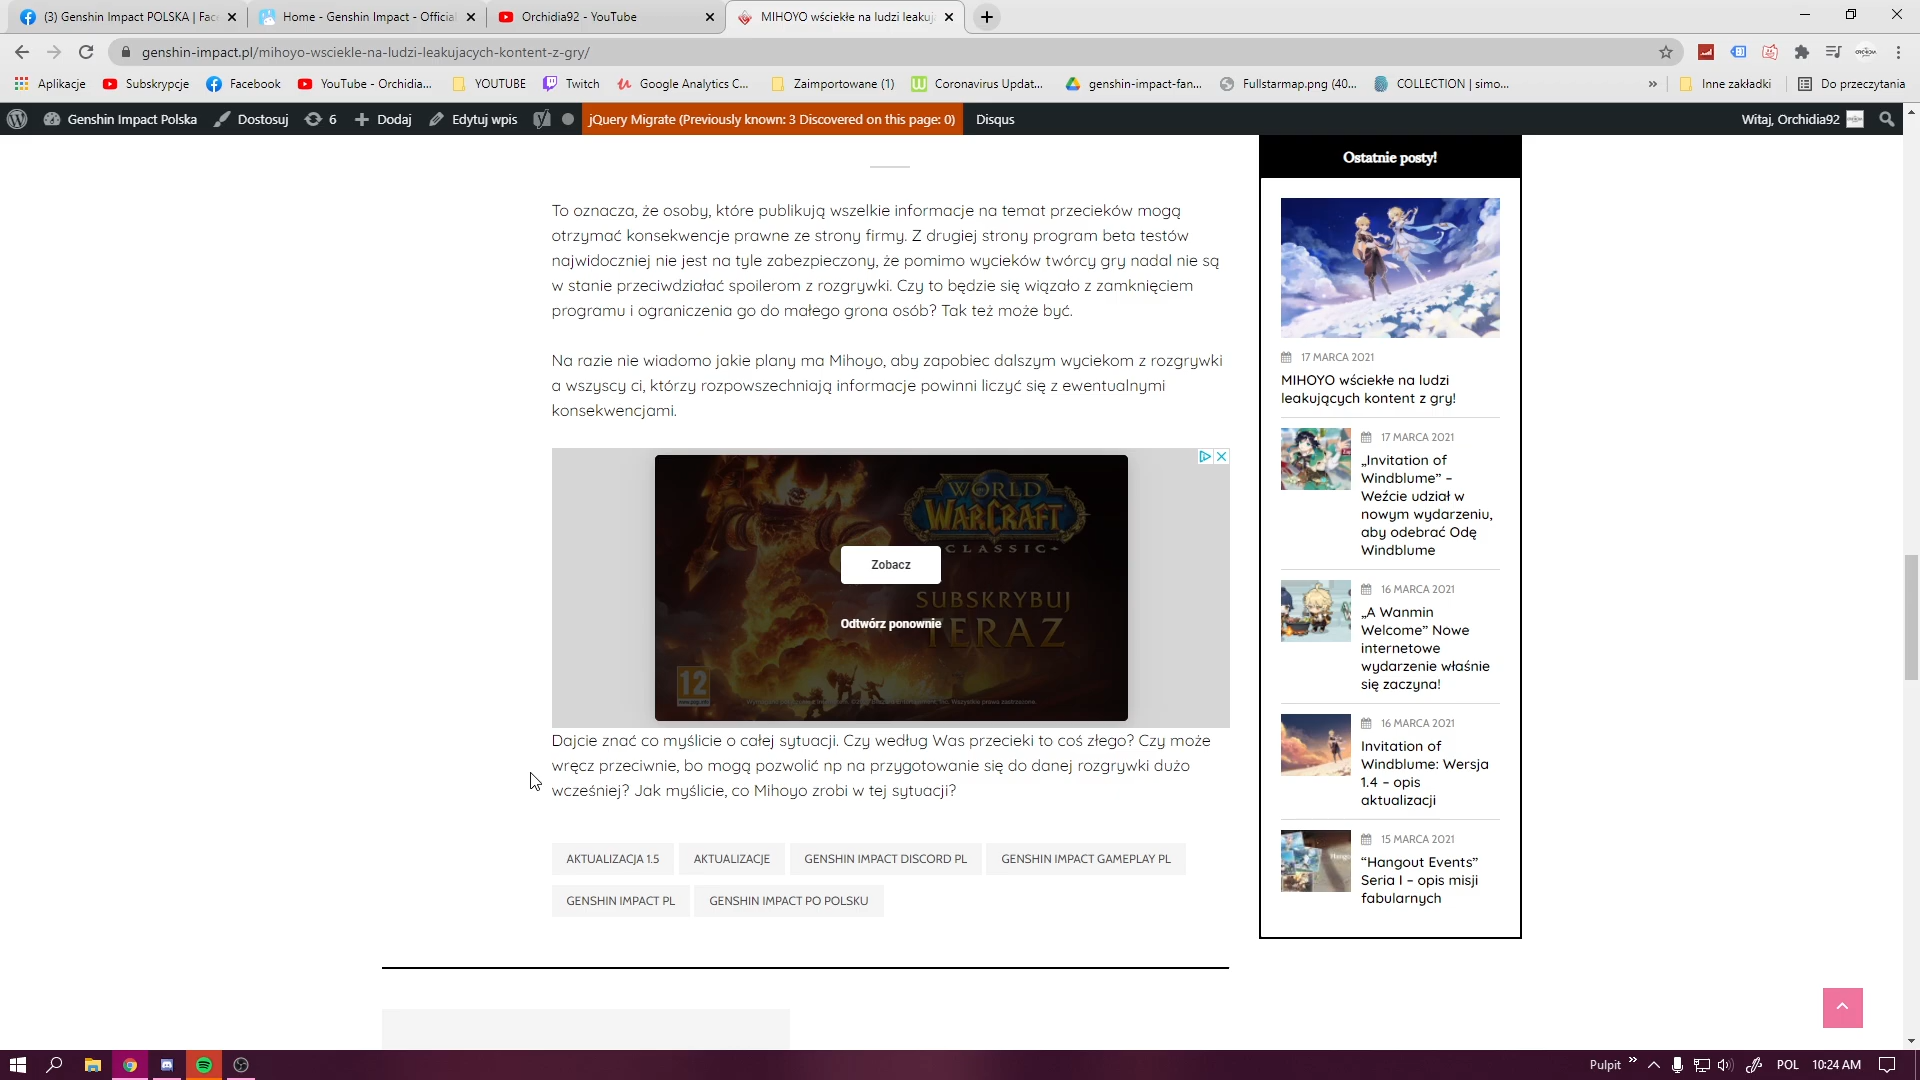 (3) Genshin Impact POLSKA | Fac
Home - Genshin Impact - Official
Orchidia92 - YouTube
MIHOYO wściekłe na ludzi leakują
genshin-impact.pl/mihoyo-wsciekle-na-ludzi-leakujacych-kontent-z-gry/
Aplikacje
Subskrypcje
Facebook
YouTube - Orchidia...
YOUTUBE
Twitch
Google Analytics C...
Zaimportowane (1)
Coronavirus Updat...
genshin-impact-fan...
Fullstarmap.png (40...
COLLECTION | simo...
»
Inne zakładki
Do przeczytania
Genshin Impact Polska
Dostosuj
6
Dodaj
Edytuj wpis
jQuery Migrate (Previously known: 3 Discovered on this page: 0)
Disqus
Witaj, Orchidia92
To oznacza, że osoby, które publikują wszelkie informacje na temat przecieków mogą
otrzymać konsekwencje prawne ze strony firmy. Z drugiej strony program beta testów
najwidoczniej nie jest na tyle zabezpieczony, że pomimo wycieków twórcy gry nadal nie są
w stanie przeciwdziałać spoilerom z rozgrywki. Czy to będzie się wiązało z zamknięciem
programu i ograniczenia go do małego grona osób? Tak też może być.
Na razie nie wiadomo jakie plany ma Mihoyo, aby zapobiec dalszym wyciekom z rozgrywki
a wszyscy ci, którzy rozpowszechniają informacje powinni liczyć się z ewentualnymi
konsekwencjami.
WORLD
WARCRAFT
CLASSIC
Zobacz
SUBSKRYBUJ
TERAZ
Odtwórz ponownie
12
Dajcie znać co myślicie o całej sytuacji. Czy według Was przecieki to coś złego? Czy może
wręcz przeciwnie, bo mogą pozwolić np na przygotowanie się do danej rozgrywki dużo
wcześniej? Jak myślicie, co Mihoyo zrobi w tej sytuacji?
AKTUALIZACJA 1.5
AKTUALIZACJE
GENSHIN IMPACT DISCORD PL
GENSHIN IMPACT GAMEPLAY PL
GENSHIN IMPACT PL
GENSHIN IMPACT PO POLSKU
Ostatnie posty!
17 MARCA 2021
MIHOYO wściekłe na ludzi
leakujących kontent z gry!
17 MARCA 2021
„Invitation of
Windblume” –
Weźcie udział w
nowym wydarzeniu,
aby odebrać Odę
Windblume
16 MARCA 2021
„A Wanmin
Welcome” Nowe
internetowe
wydarzenie właśnie
się zaczyna!
16 MARCA 2021
Invitation of
Windblume: Wersja
1.4 – opis
aktualizacji
15 MARCA 2021
“Hangout Events”
Seria I – opis misji
fabularnych
Pulpit
»
POL
10:24 AM